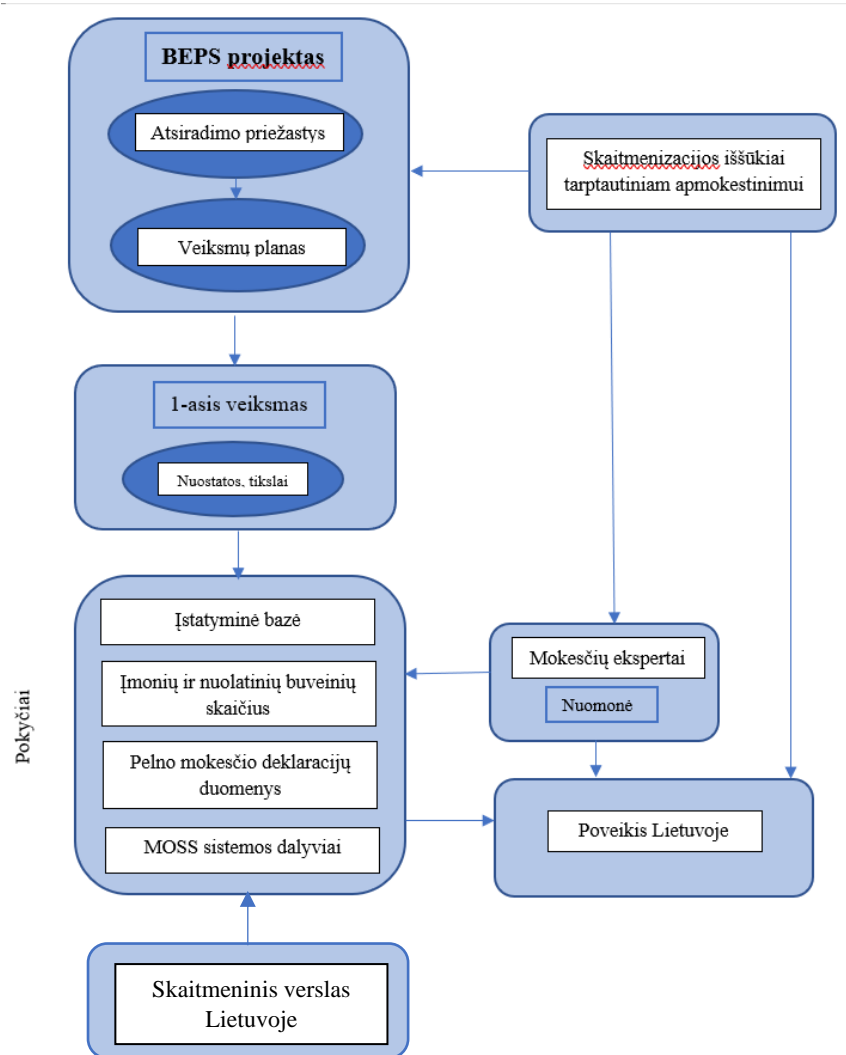 BEPS projektas
Atsiradimo priežastys
Veiksmų planas
Skaitmenizacijos iššūkiai
tarptautiniam apmokestinimui
1-asis veiksmas
Nuostatos, tikslai
Pokyčiai
Įstatyminė bazė
Įmonių ir nuolatinių buveinių
skaičius
Pelno mokesčio deklaracijų
duomenys
MOSS sistemos dalyviai
Mokesčių ekspertai
Nuomonė
Poveikis Lietuvoje
Skaitmeninis verslas
Lietuvoje